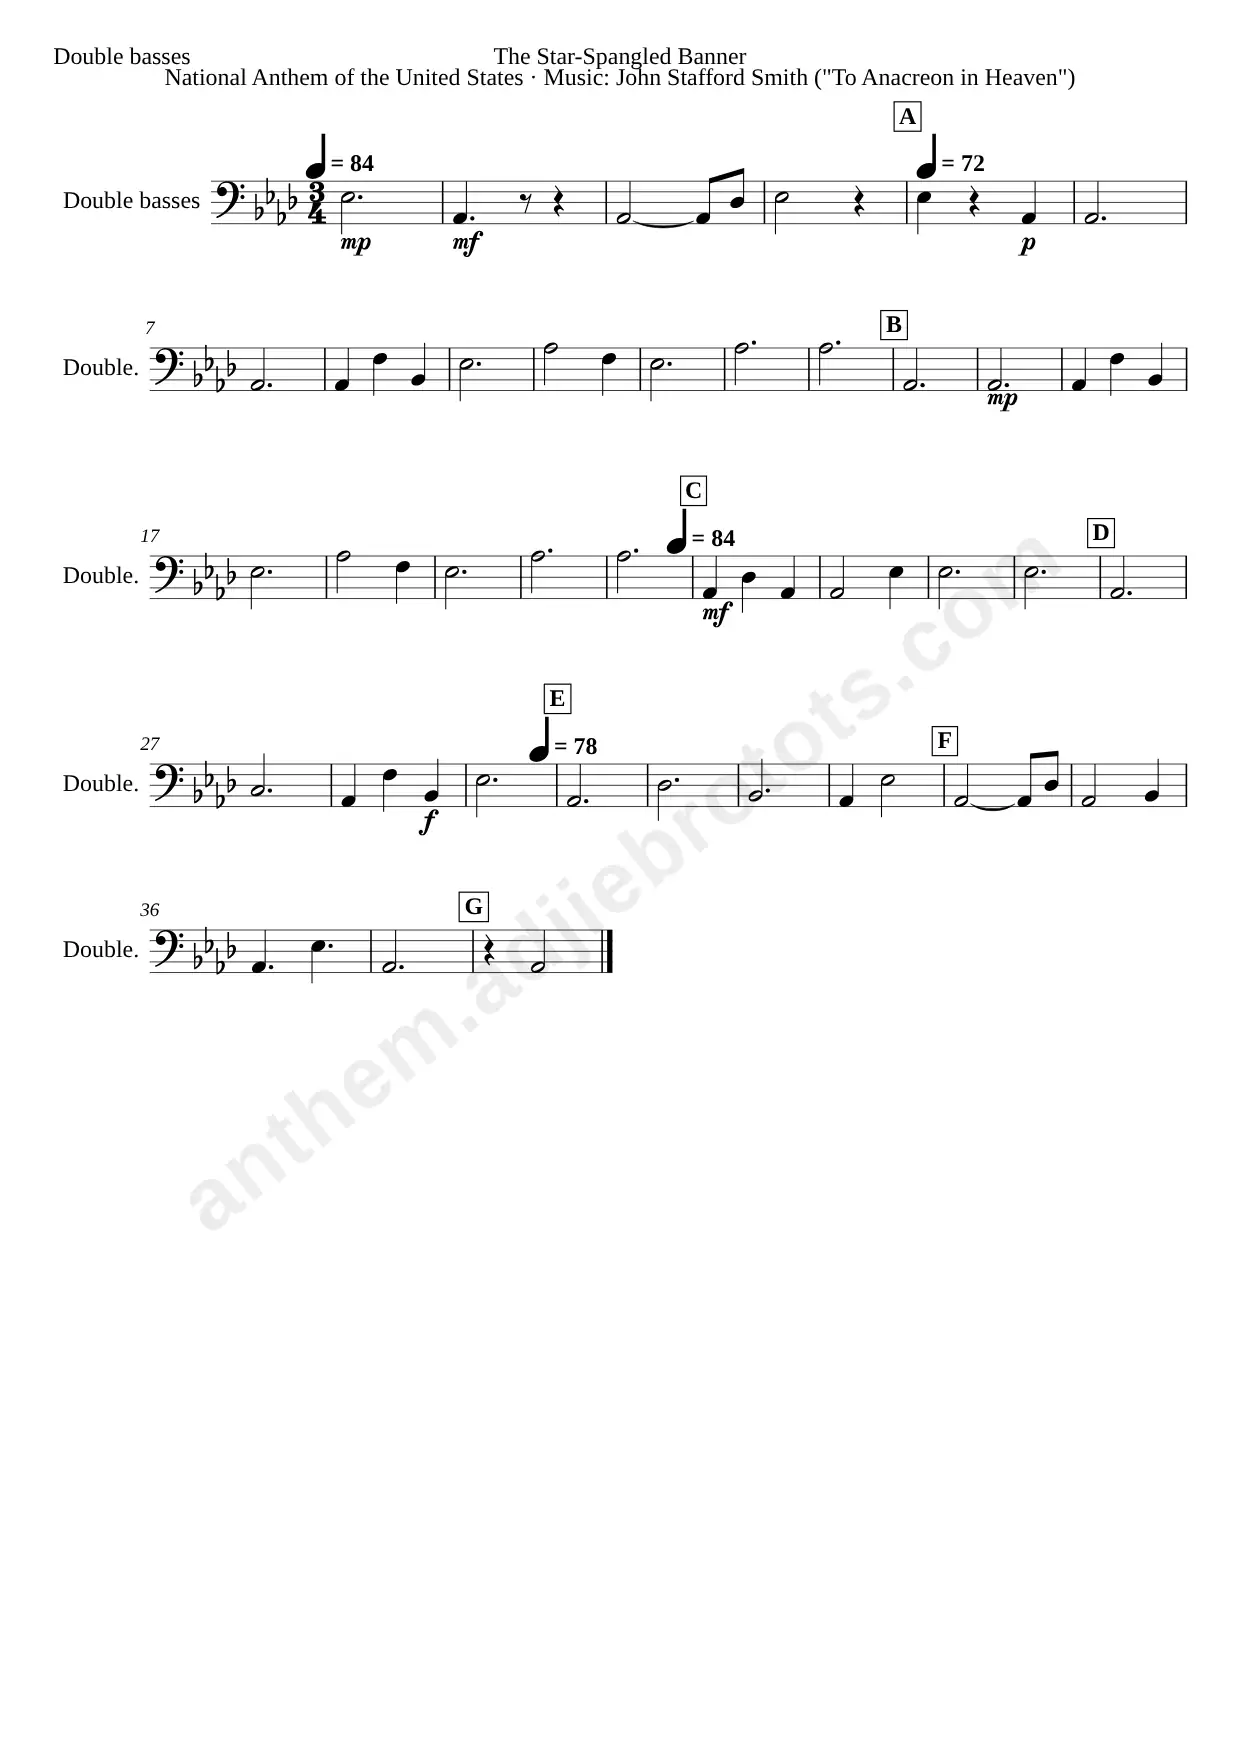 Double basses
The Star-Spangled Banner
National Anthem of the United States · Music: John Stafford Smith ("To Anacreon in Heaven")
A
= 84
= 72
Double basses
3
4
mp
mf
p
7
B
Double.
mp
C
17
= 84
D
Double.
mf
E
27
= 78
F
Double.
f
36
G
Double.
anthem.adjiebrotots.com